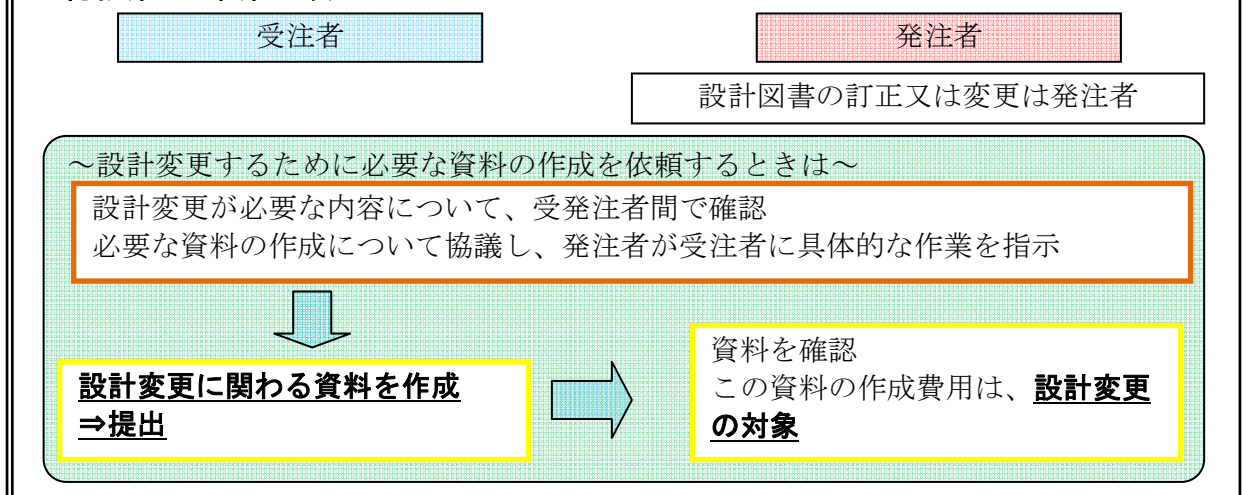 受注者
発注者
設計図書の訂正又は変更は発注者
～設計変更するために必要な資料の作成を依頼するときは～
設計変更が必要な内容について、受発注者間で確認
必要な資料の作成について協議し、発注者が受注者に具体的な作業を指示
設計変更に関わる資料を作成
⇒提出
資料を確認
この資料の作成費用は、設計変更
の対象